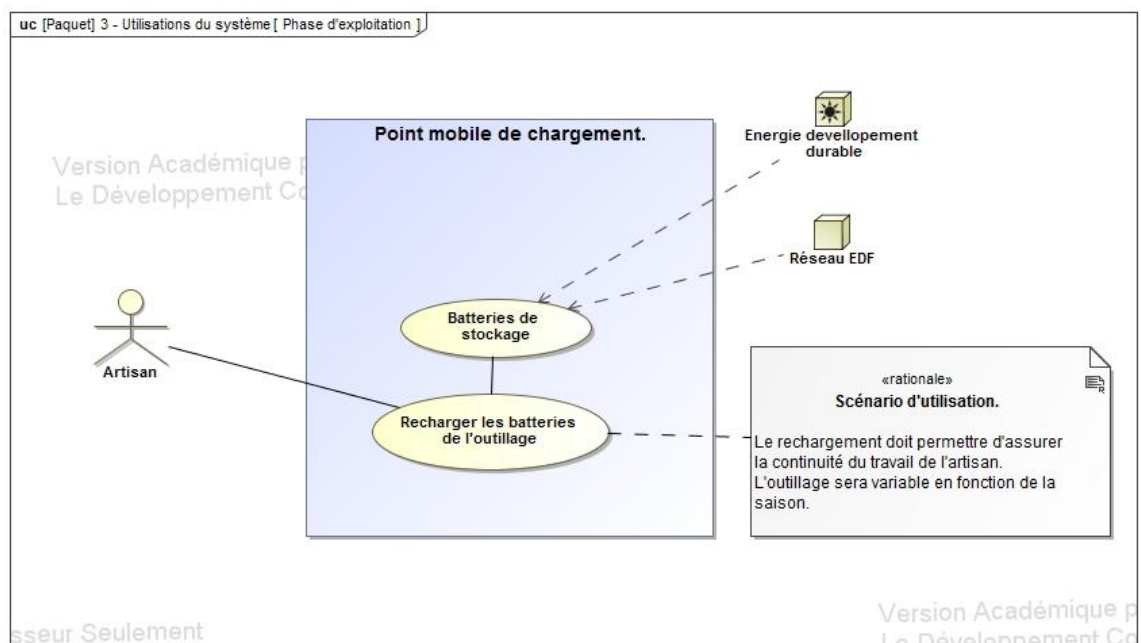 uc [Paquet] 3 - Utilisations du système [ Phase d'exploitation ]
Point mobile de chargement.
Energie devellopement
durable
Version Académique p
Le Développement Co
Réseau EDF
Batteries de
stockage
Artisan
«rationale»
Scénario d'utilisation.
Recharger les batteries
de l'outillage
Le rechargement doit permettre d'assurer
la continuité du travail de l'artisan.
L'outillage sera variable en fonction de la
saison.
Version Académique p
sseur Seulement
Le Développement Co